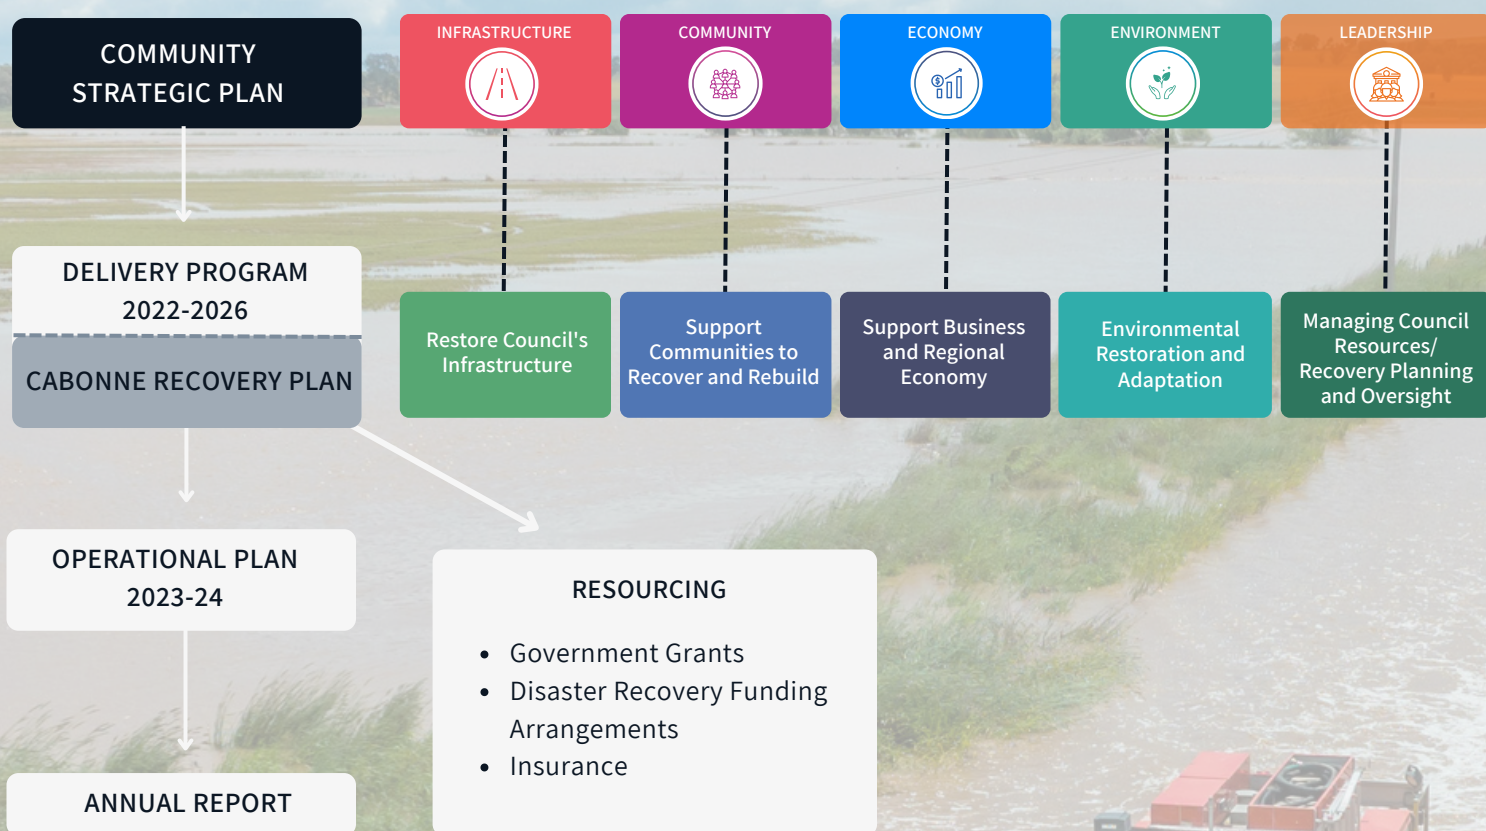 COMMUNITY
STRATEGIC PLAN
INFRASTRUCTURE
COMMUNITY
ECONOMY
$
ENVIRONMENT
LEADERSHIP
DELIVERY PROGRAM
2022-2026
CABONNE RECOVERY PLAN
Restore Council's
Infrastructure
Support
Communities to
Recover and Rebuild
Support Business
and Regional
Economy
Environmental
Restoration and
Adaptation
Managing Council
Resources/
Recovery Planning
and Oversight
OPERATIONAL PLAN
2023-24
RESOURCING
• Government Grants
• Disaster Recovery Funding
Arrangements
• Insurance
ANNUAL REPORT